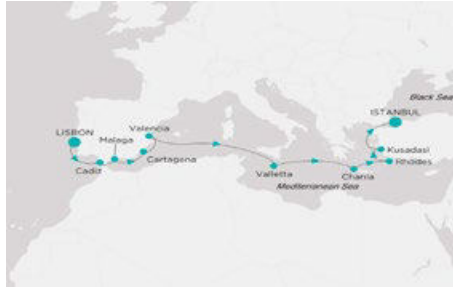 Black Sea
ISTANBUL
Valencia
LISBON
Malaga
Kusadasi
Cartagena
Rhodes
Cadiz
Valletta
Chania
Mediterranean Sea